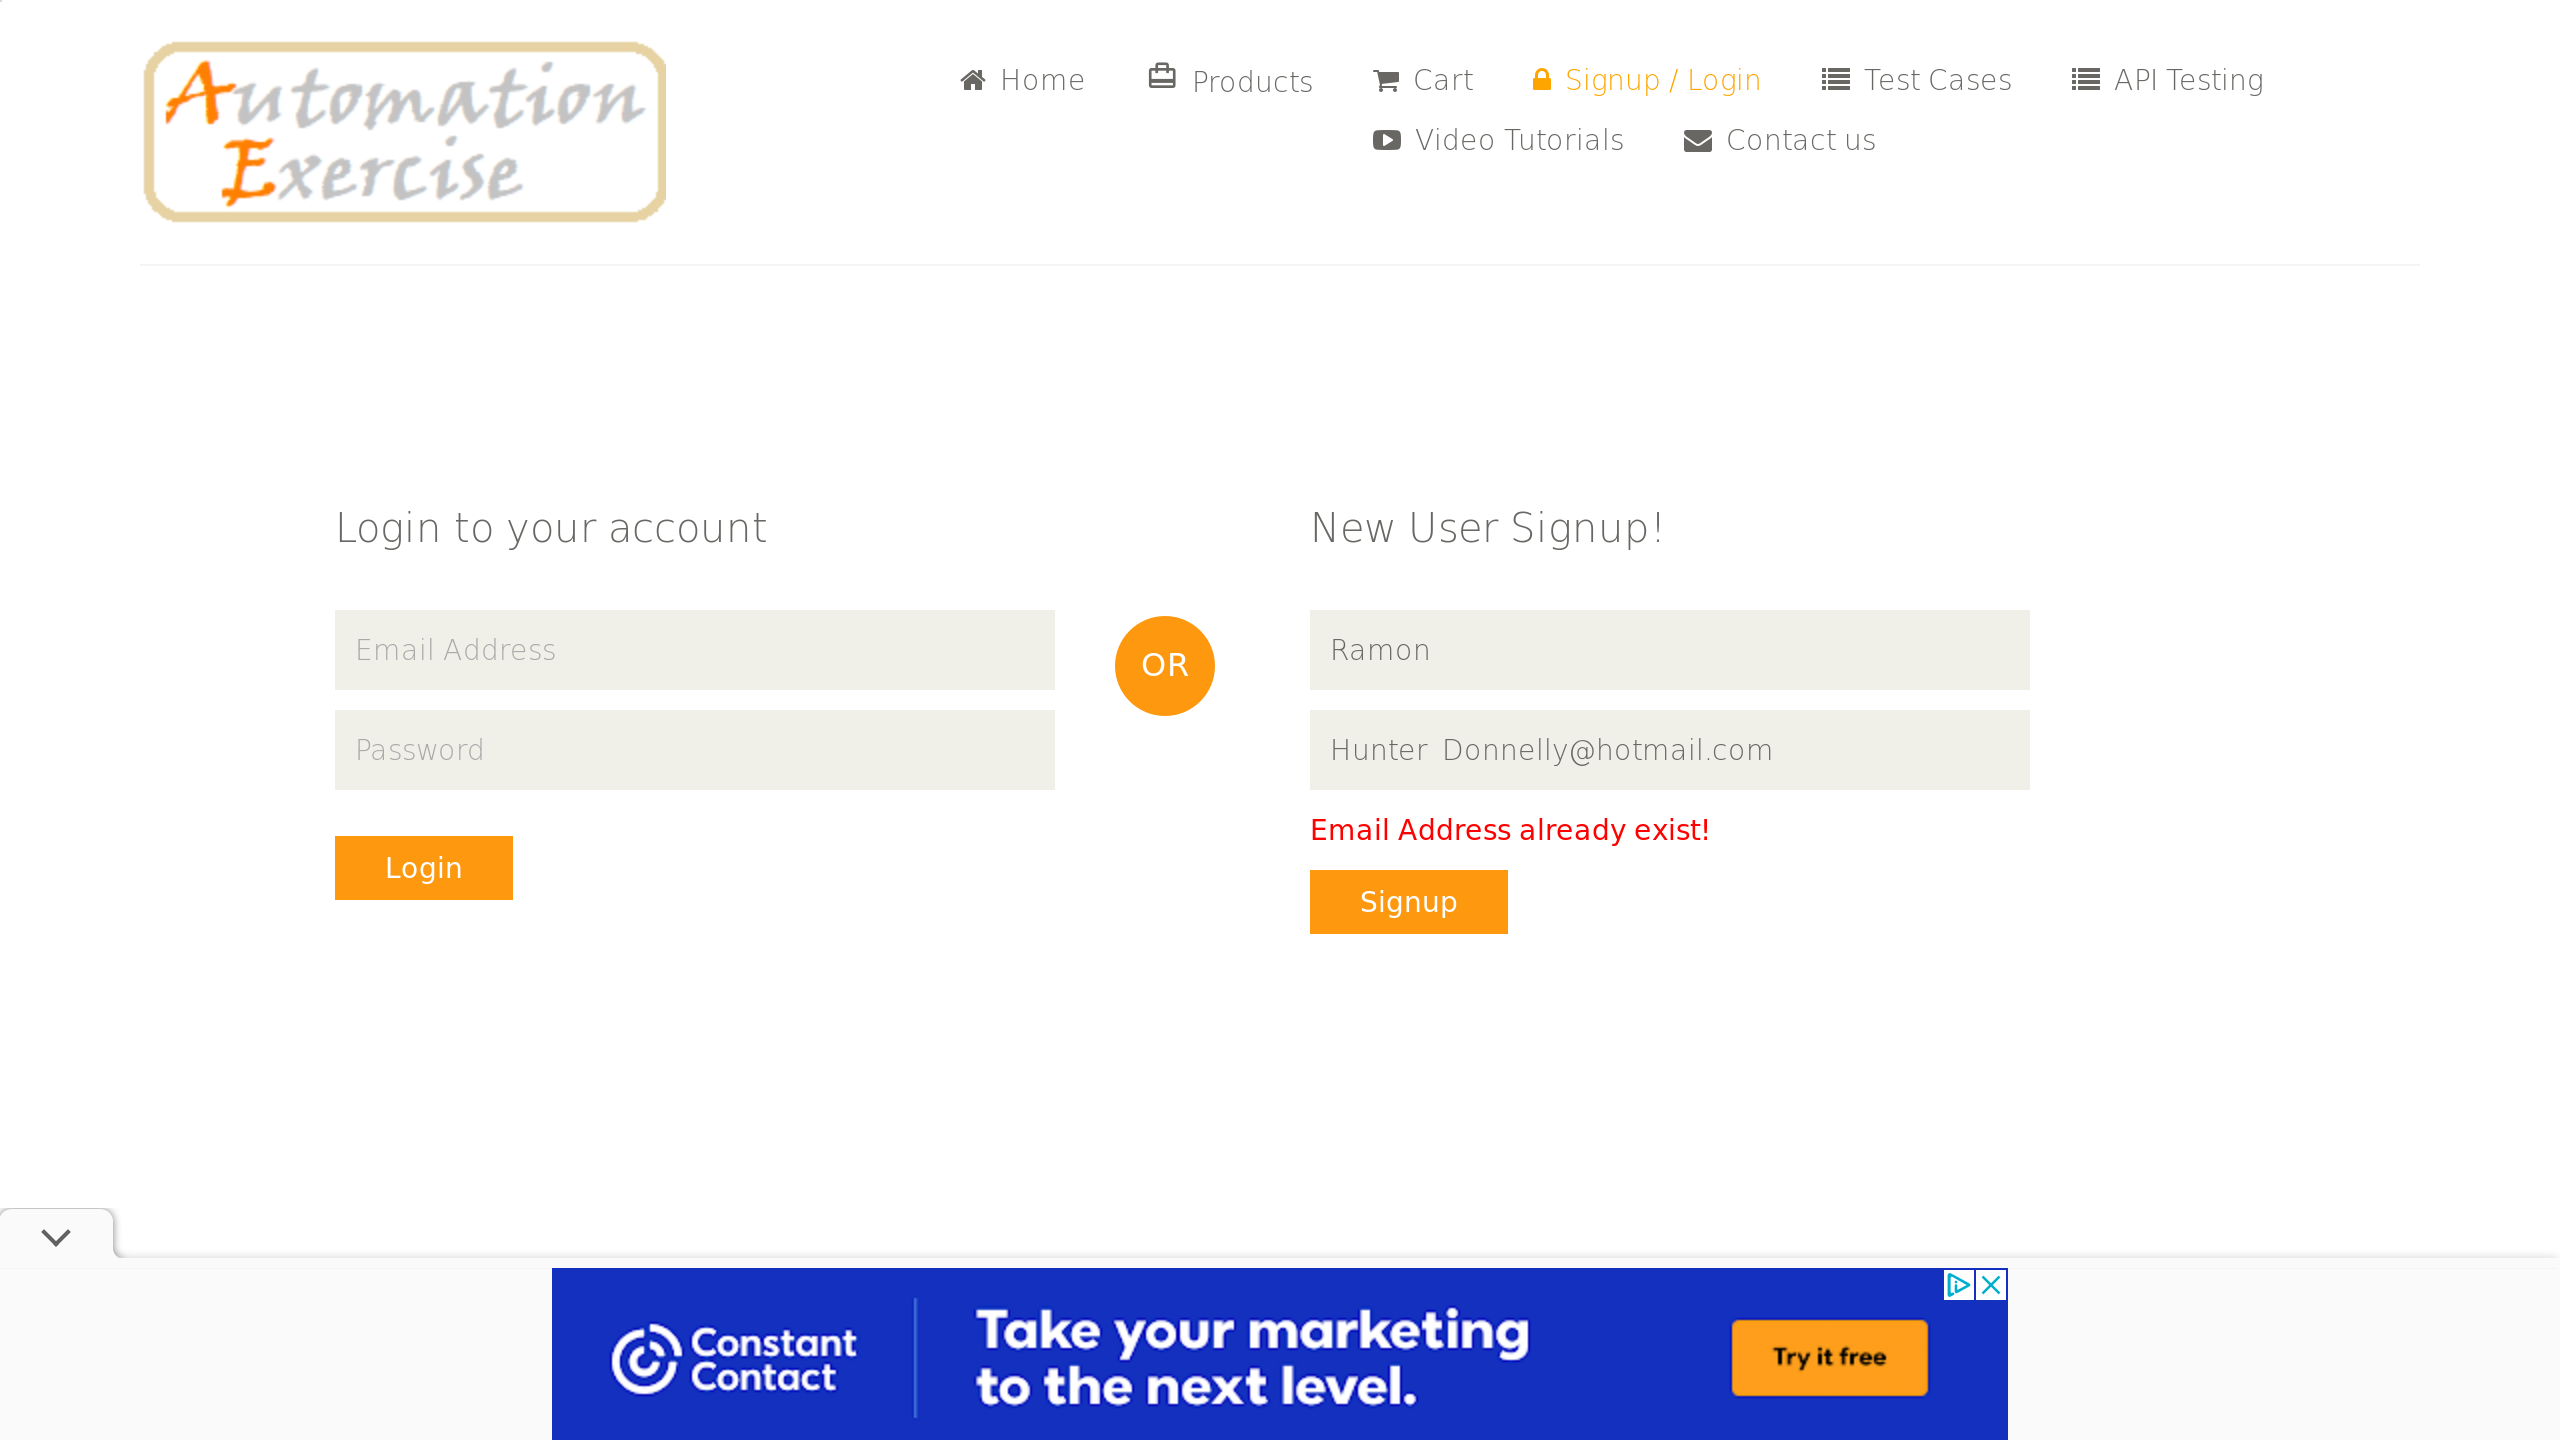 Automation
Exercise
Home
Products
Cart
Signup / Login
Test Cases
API Testing
Video Tutorials
Contact us
Login to your account
Email Address
Password
Login
OR
New User Signup!
Ramon
Hunter_Donnelly@hotmail.com
Email Address already exist!
Signup
Constant
Contact
Take your marketing
to the next level.
Try it free